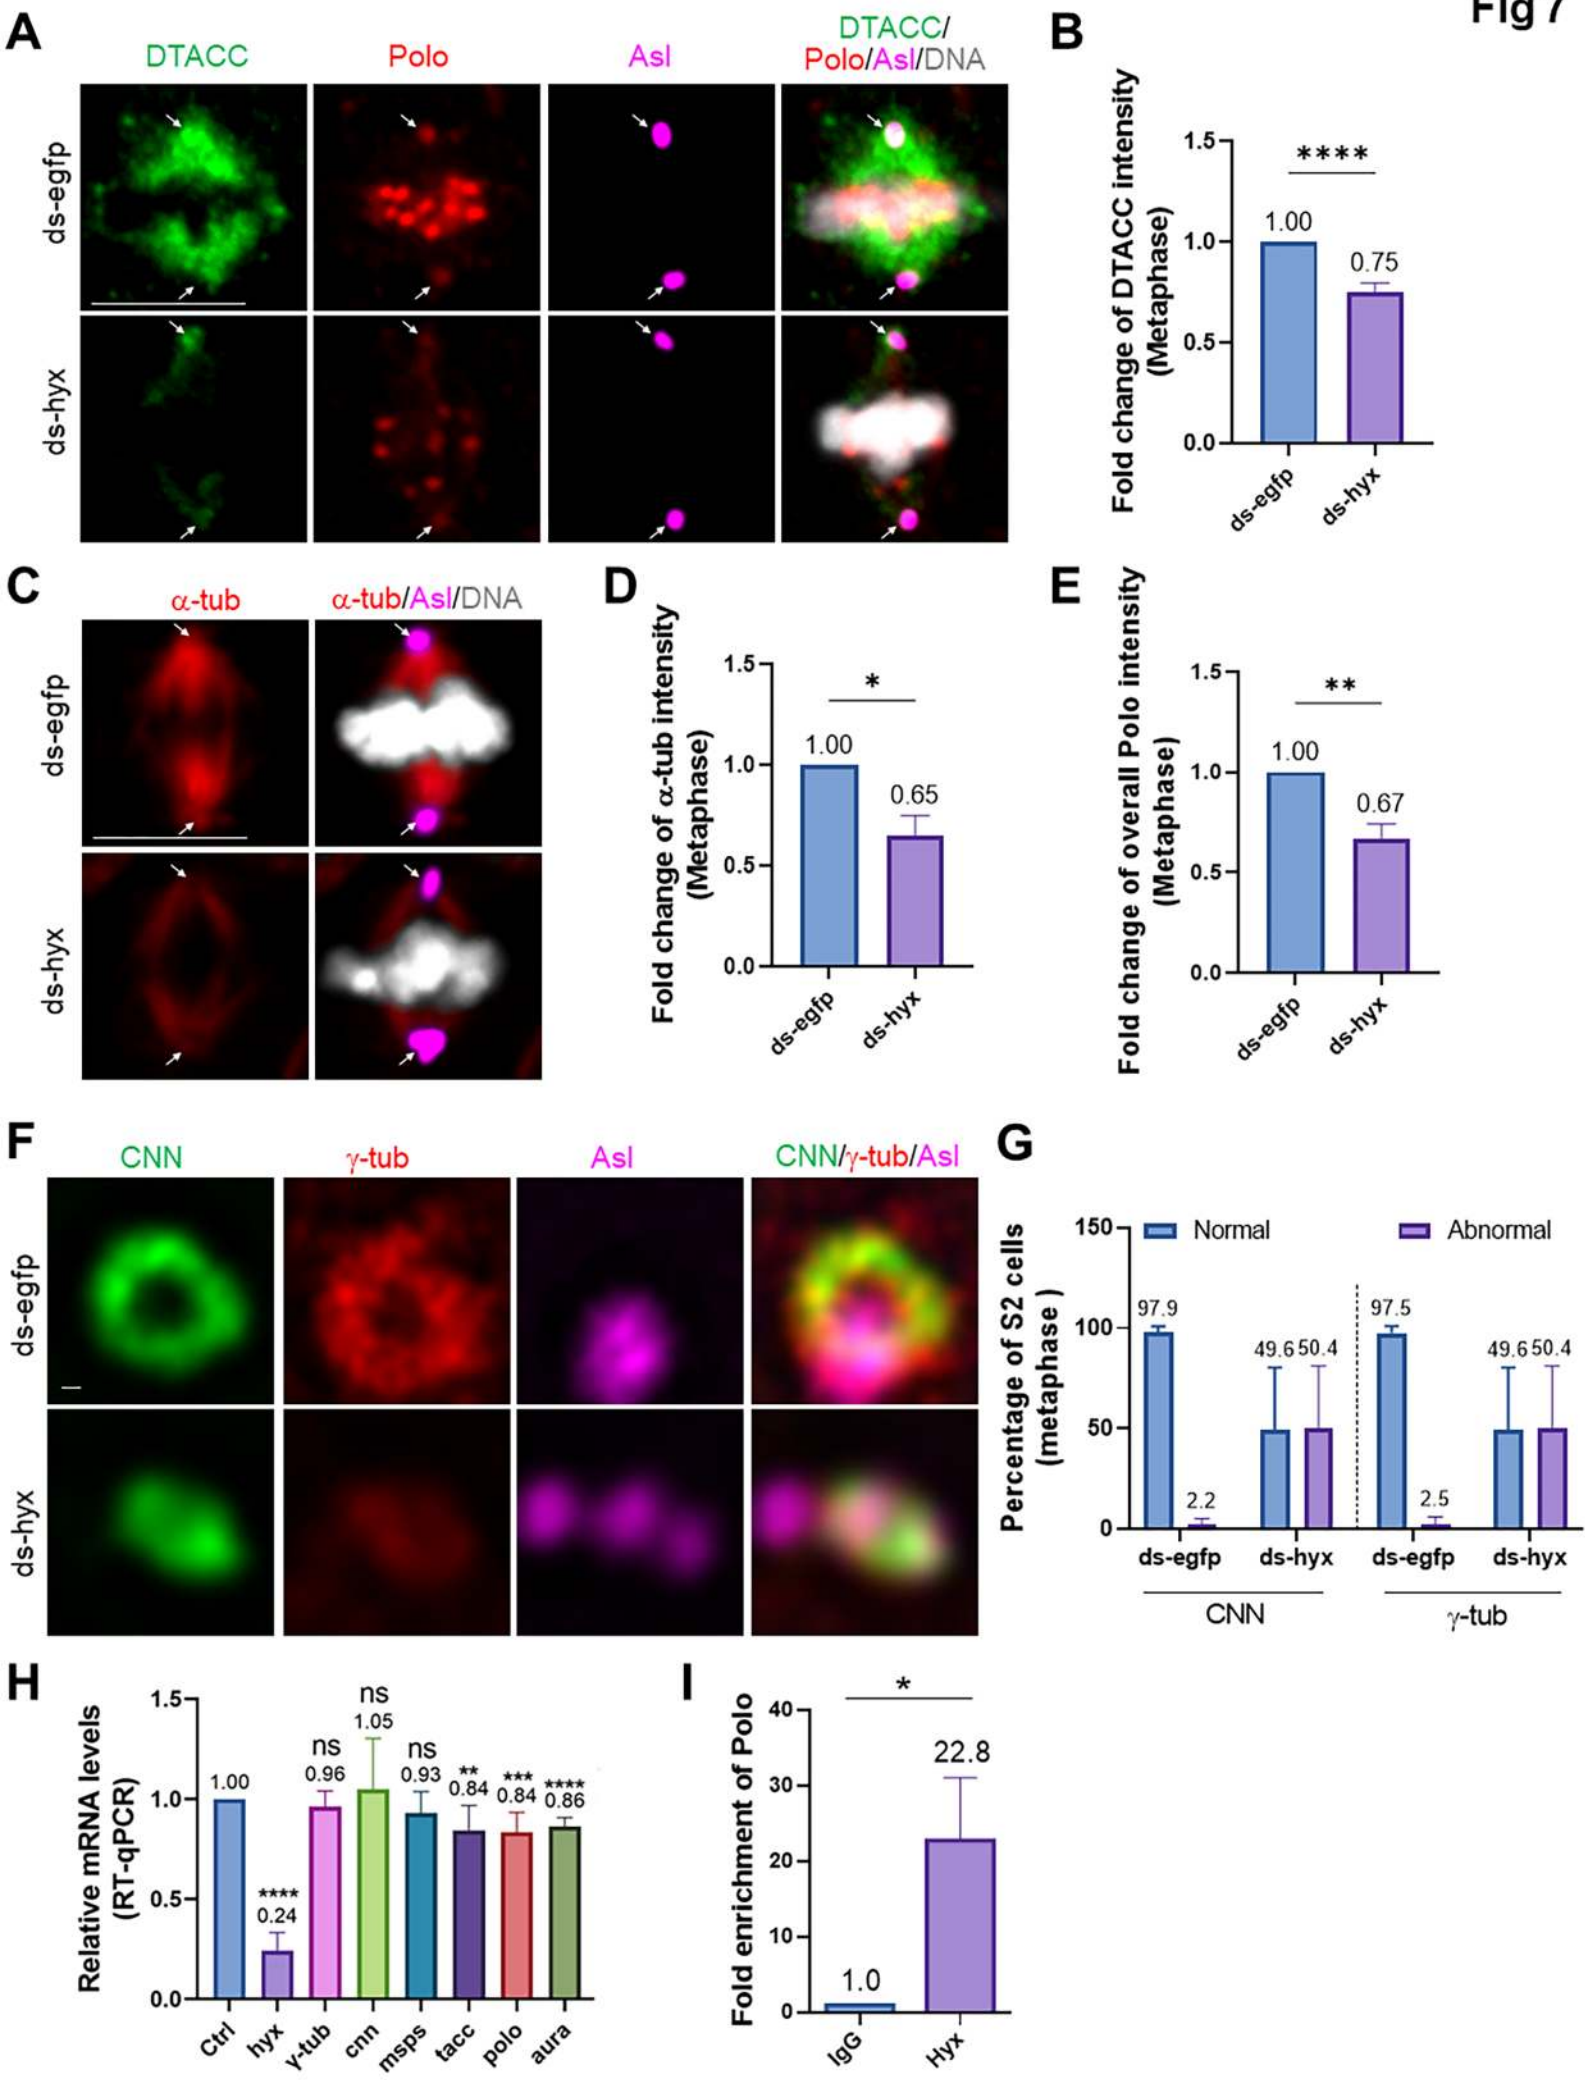 Fig 7
A
DTACC
Polo
Asl
DTACC/
Polo/Asl/DNA
ds-egfp
ds-hyx
B
Fold change of DTACC intensity
(Metaphase)
1.5
1.0
0.5
0.0
****
1.00
0.75
ds-egfp
ds-hyx
C
α-tub
α-tub/Asl/DNA
ds-egfp
ds-hyx
D
Fold change of α-tub intensity
(Metaphase)
1.5
1.0
0.5
0.0
*
1.00
0.65
ds-egfp
ds-hyx
E
Fold change of overall Polo intensity
(Metaphase)
1.5
1.0
0.5
0.0
**
1.00
0.67
ds-egfp
ds-hyx
F
CNN
γ-tub
Asl
CNN/γ-tub/Asl
ds-egfp
ds-hyx
G
Percentage of S2 cells
(metaphase )
150
100
50
0
Normal
Abnormal
97.9
2.2
49.6 50.4
97.5
2.5
49.6 50.4
ds-egfp
ds-hyx
ds-egfp
ds-hyx
CNN
γ-tub
H
Relative mRNA levels
(RT-qPCR)
1.5
1.0
0.5
0.0
1.00
****
0.24
ns
0.96
ns
1.05
ns
0.93
**
0.84
***
0.84
****
0.86
Ctrl
hyx
γ-tub
cnn
msps
tacc
polo
aura
I
Fold enrichment of Polo
40
30
20
10
0
*
1.0
22.8
IgG
Hyx